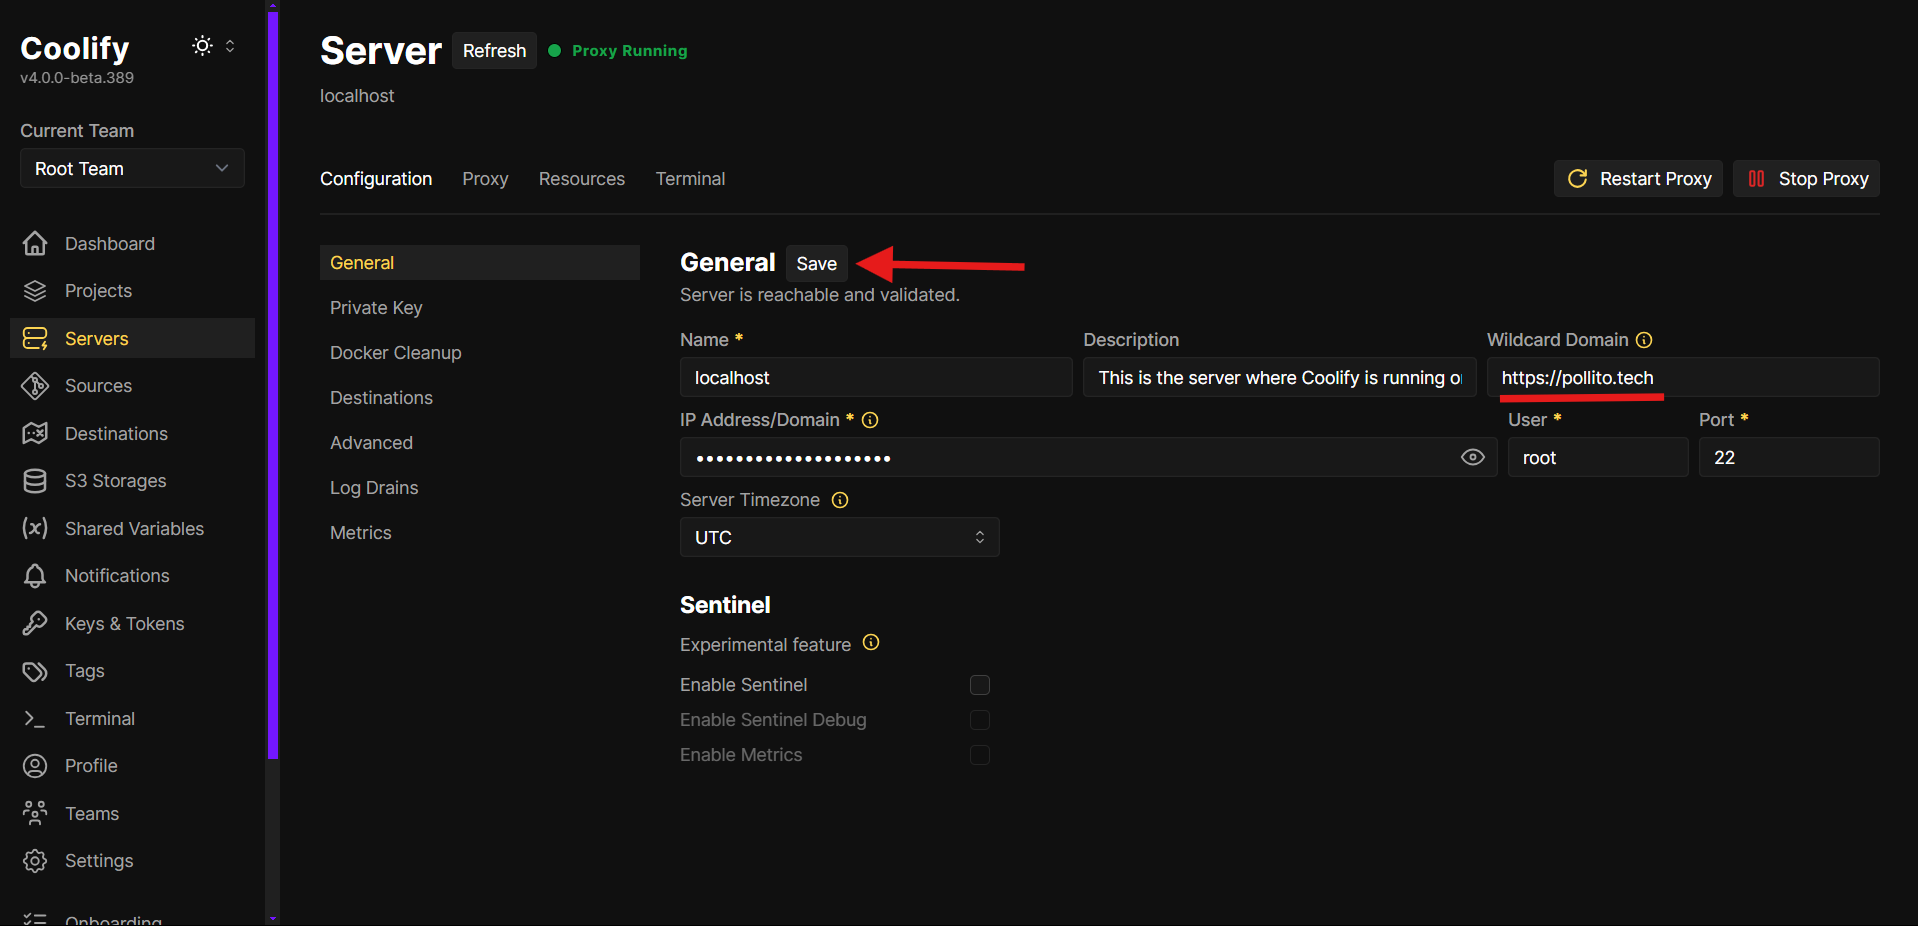 Coolify
v4.0.0-beta.389
Current Team
Root Team
Dashboard
Projects
Servers
Sources
Destinations
S3 Storages
Shared Variables
Notifications
Keys & Tokens
Tags
Terminal
Profile
Teams
Settings
Onboarding
Server Refresh Proxy Running
localhost
Configuration Proxy Resources Terminal Restart Proxy Stop Proxy
General
Private Key
Docker Cleanup
Destinations
Advanced
Log Drains
Metrics
General Save
Server is reachable and validated.
Name * Description Wildcard Domain
localhost This is the server where Coolify is running o https://pollito.tech
IP Address/Domain * User * Port *
•••••••••••••••••••• root 22
Server Timezone
UTC
Sentinel
Experimental feature
Enable Sentinel
Enable Sentinel Debug
Enable Metrics